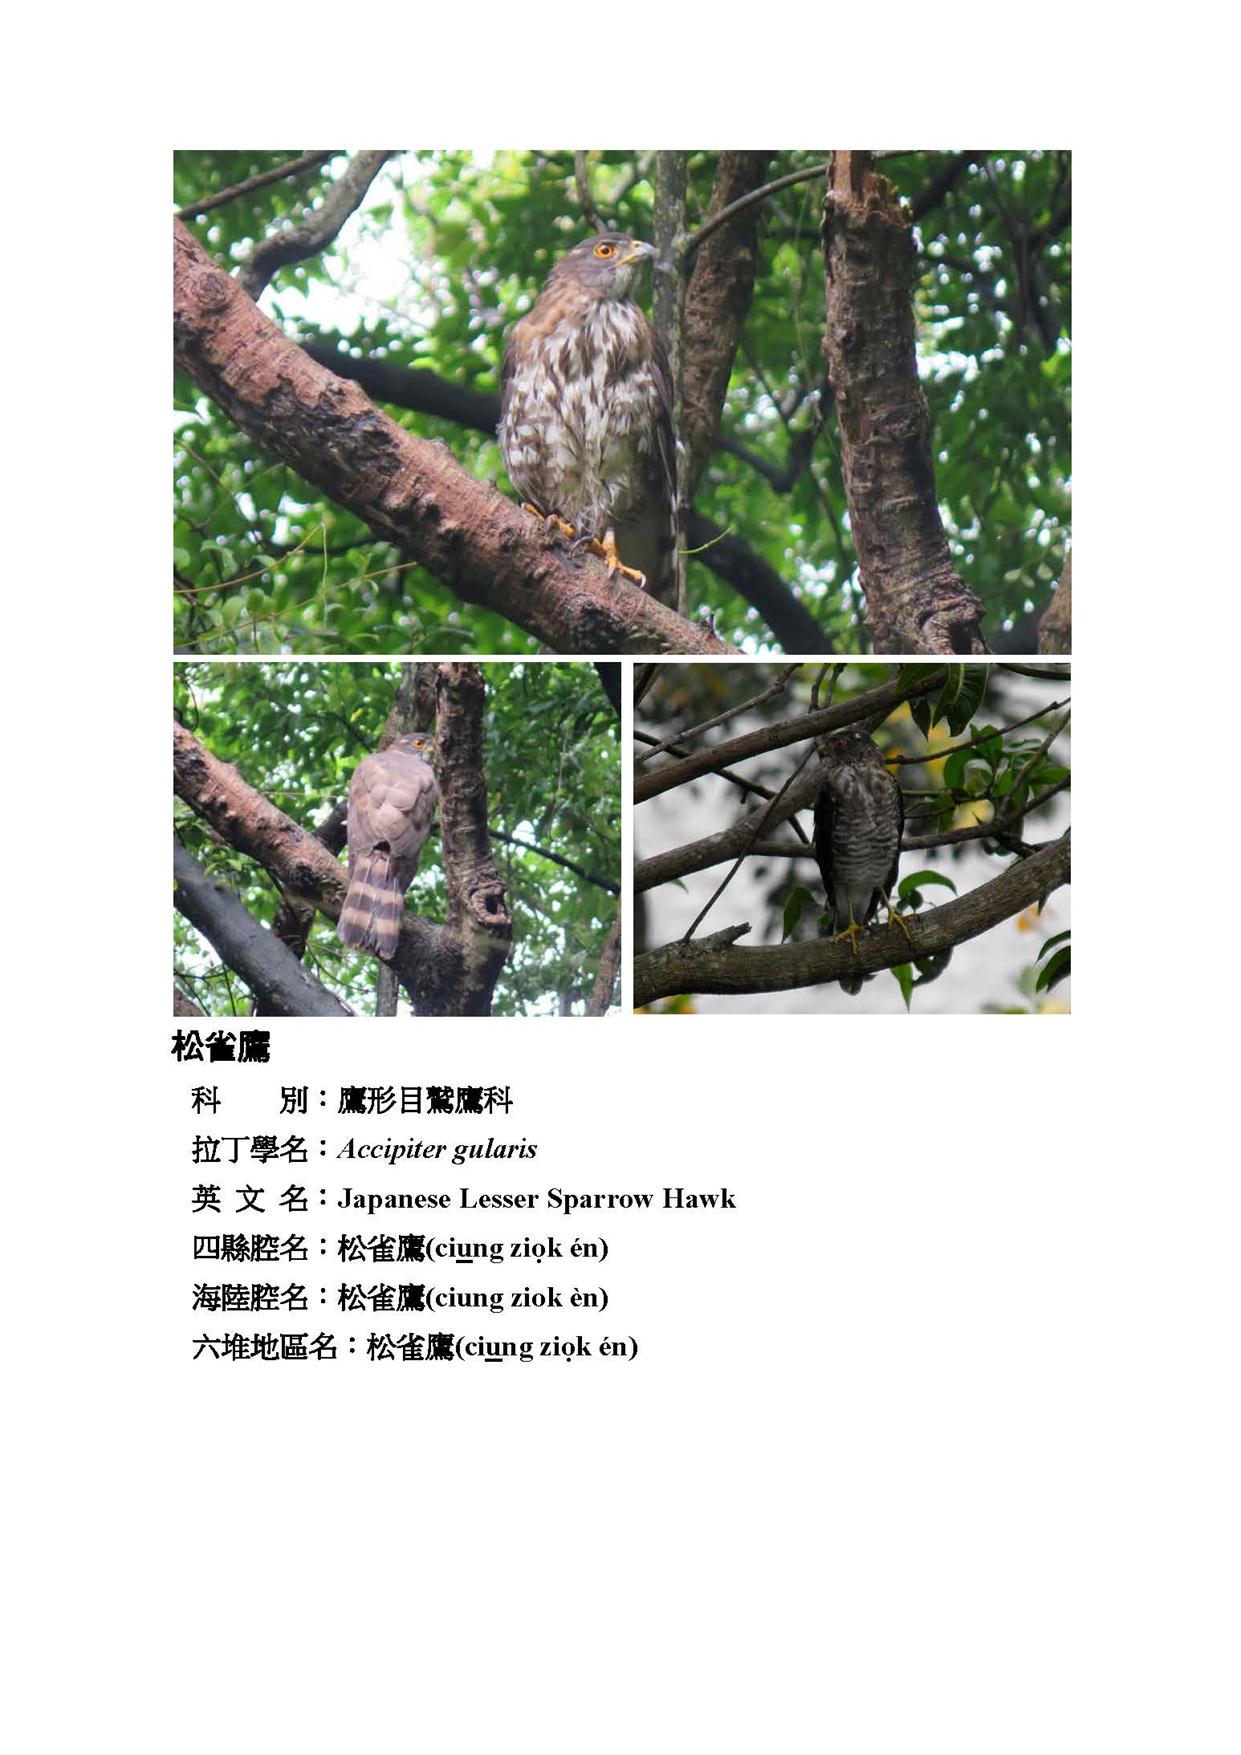 松雀鷹
科　　別：鷹形目鷲鷹科
拉丁學名：Accipiter gularis
英 文 名：Japanese Lesser Sparrow Hawk
四縣腔名：松雀鷹(ciu̲ng ziọk én)
海陸腔名：松雀鷹(ciung ziok èn)
六堆地區名：松雀鷹(ciu̲ng ziọk én)